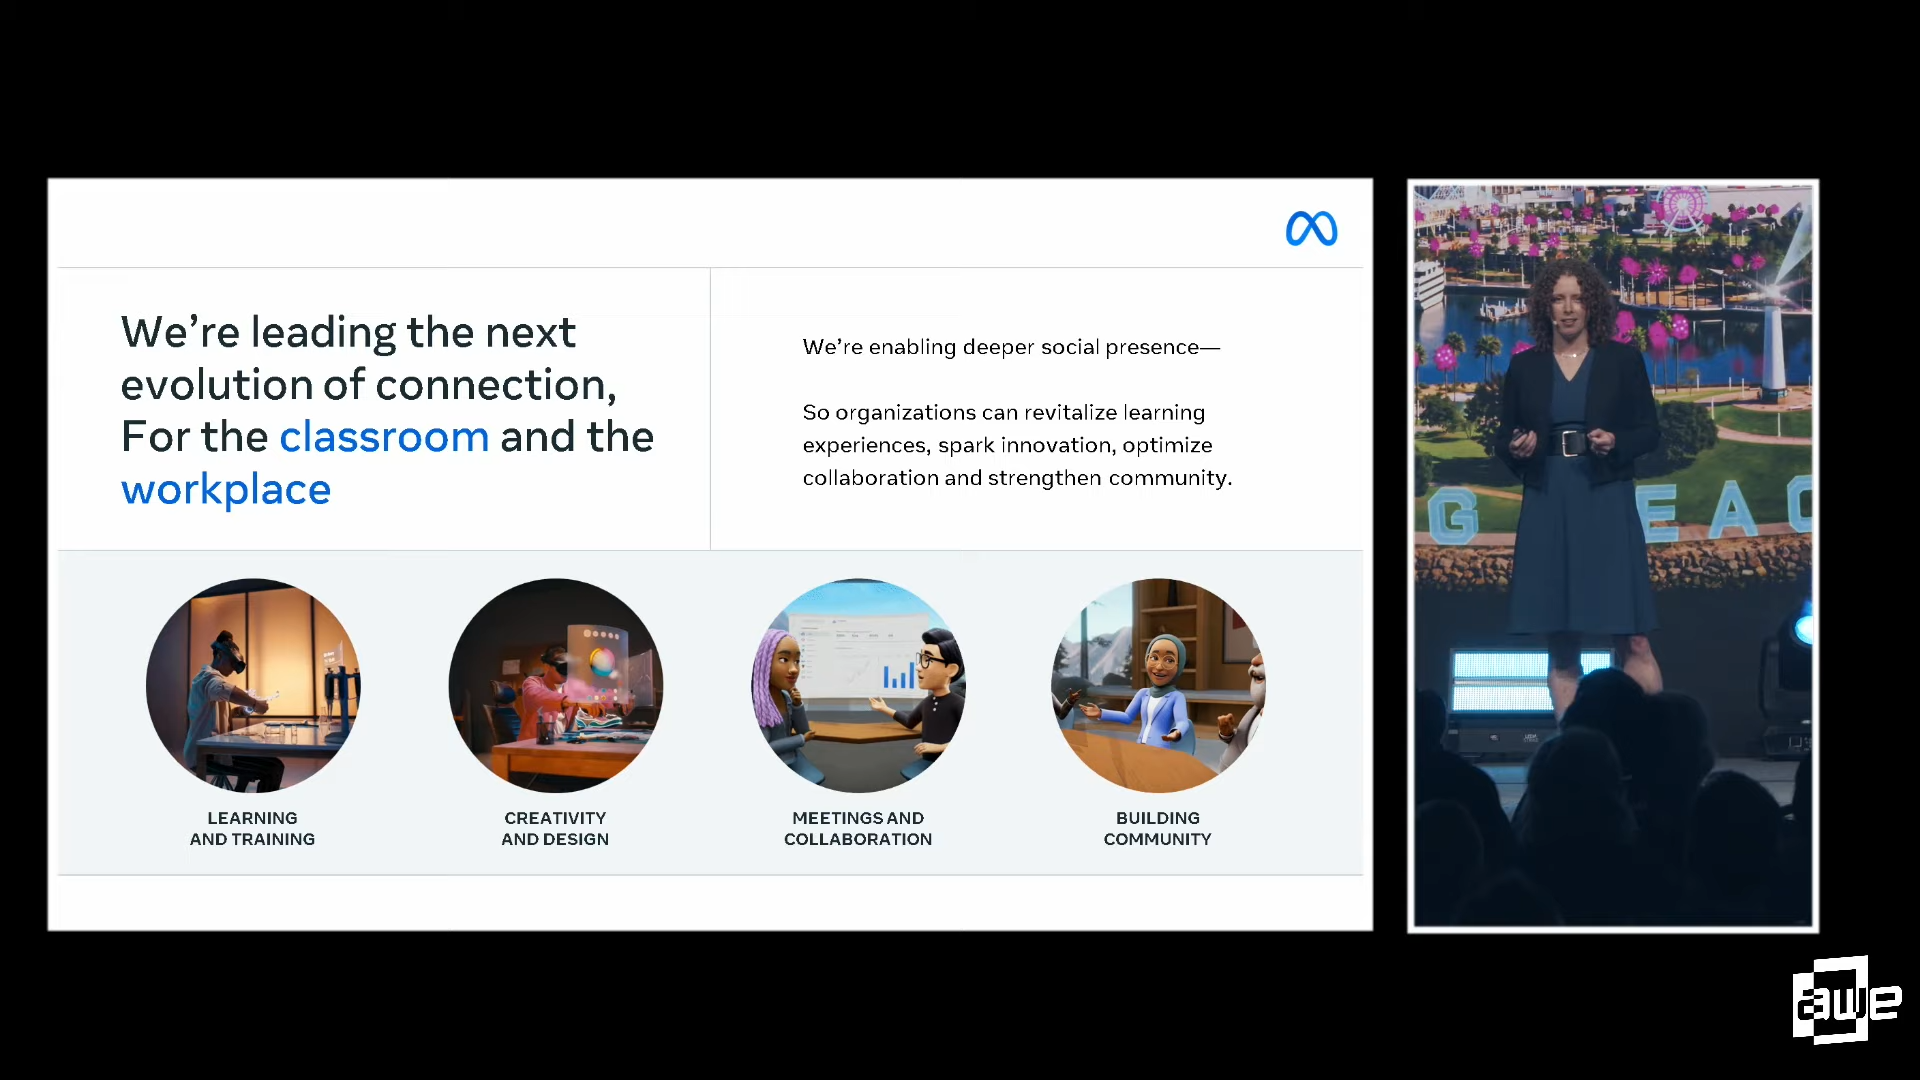 We’re leading the next
evolution of connection,
For the classroom and the
workplace
We’re enabling deeper social presence—
So organizations can revitalize learning
experiences, spark innovation, optimize
collaboration and strengthen community.
LEARNING
AND TRAINING
CREATIVITY
AND DESIGN
MEETINGS AND
COLLABORATION
BUILDING
COMMUNITY
G EAC
awe